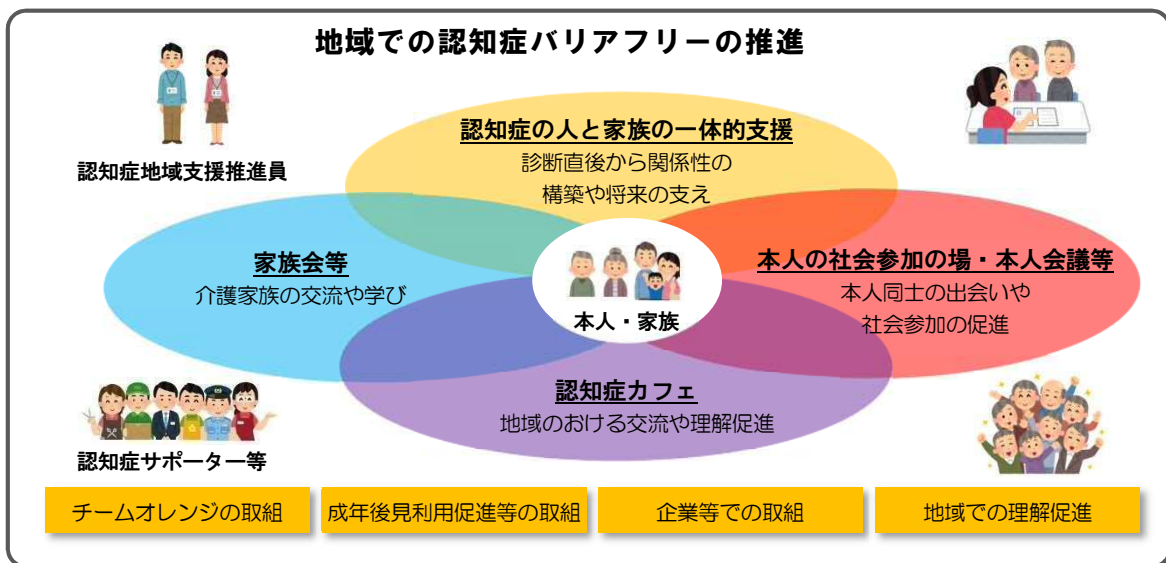 地域での認知症バリアフリーの推進
認知症地域支援推進員
認知症の人と家族の一体的支援
診断直後から関係性の
構築や将来の支え
家族会等
介護家族の交流や学び
本人・家族
本人の社会参加の場・本人会議等
本人同士の出会いや
社会参加の促進
認知症カフェ
地域のおける交流や理解促進
認知症サポーター等
チームオレンジの取組
成年後見利用促進等の取組
企業等での取組
地域での理解促進